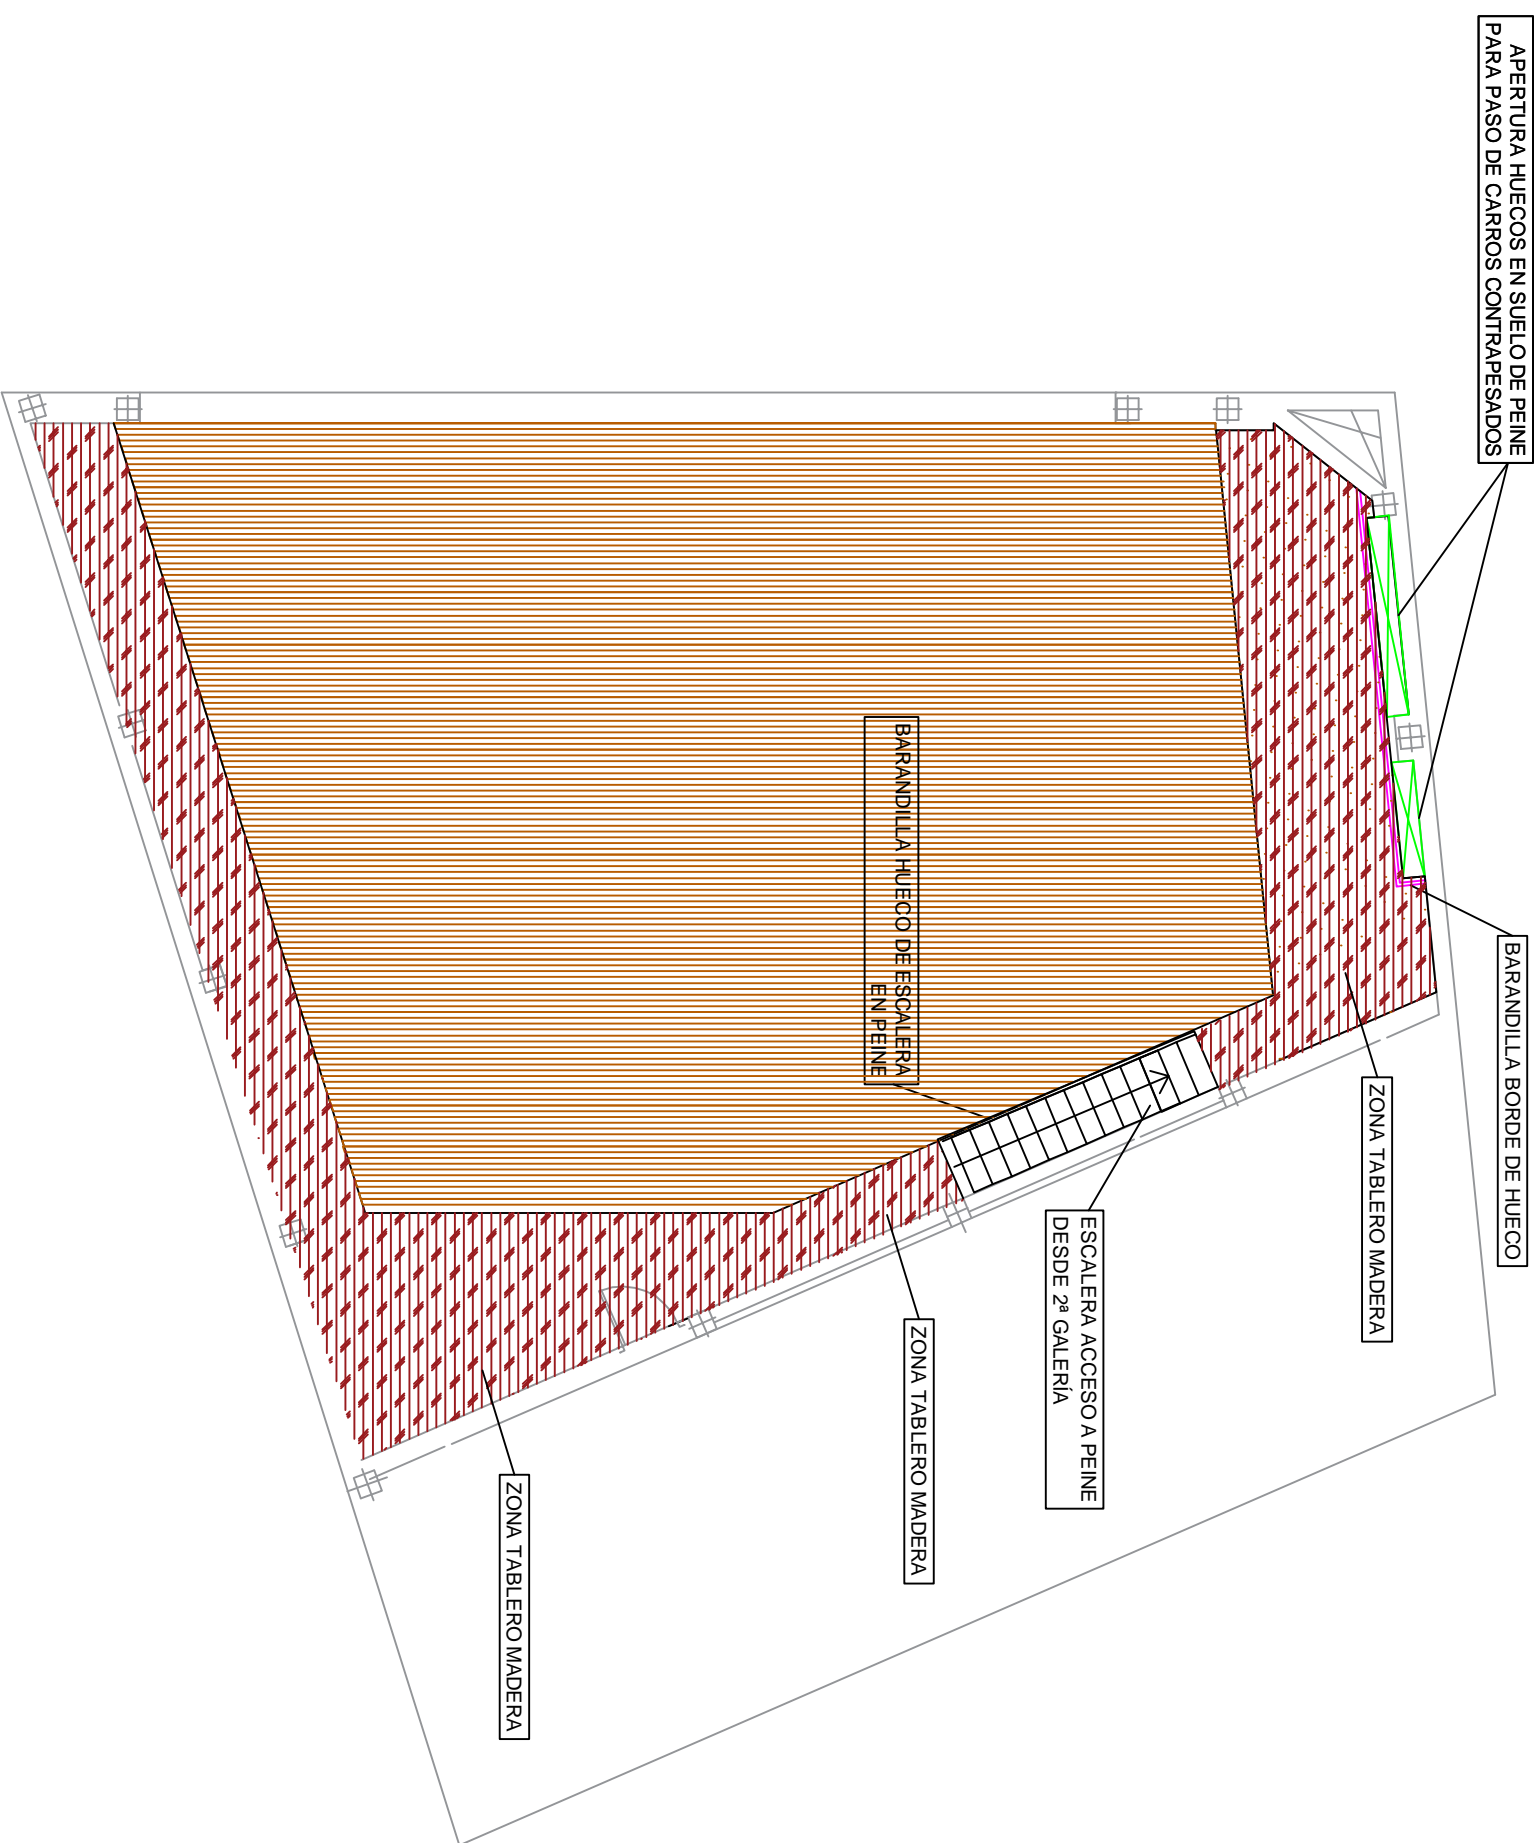 APERTURA HUECOS EN SUELO DE PEINE
PARA PASO DE CARROS CONTRAPESADOS
BARANDILLA BORDE DE HUECO
ZONA TABLERO MADERA
ESCALERA ACCESO A PEINE
DESDE 2ª GALERÍA
BARANDILLA HUECO DE ESCALERA
EN PEINE
ZONA TABLERO MADERA
ZONA TABLERO MADERA